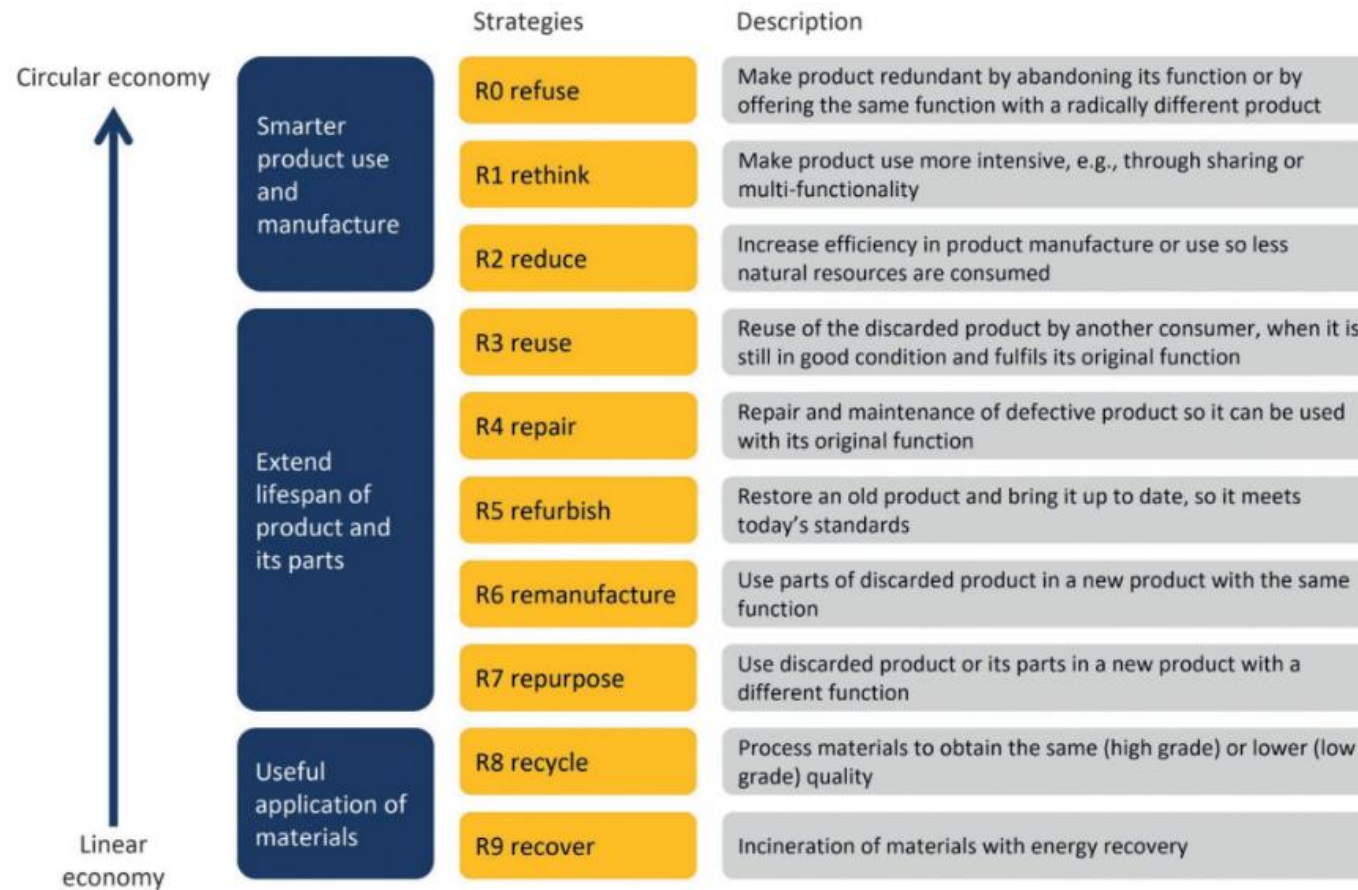 Strategies
Description
Circular economy
Linear
economy
Smarter
product use
and
manufacture
R0 refuse
Make product redundant by abandoning its function or by
offering the same function with a radically different product
R1 rethink
Make product use more intensive, e.g., through sharing or
multi-functionality
R2 reduce
Increase efficiency in product manufacture or use so less
natural resources are consumed
Extend
lifespan of
product and
its parts
R3 reuse
Reuse of the discarded product by another consumer, when it is
still in good condition and fulfils its original function
R4 repair
Repair and maintenance of defective product so it can be used
with its original function
R5 refurbish
Restore an old product and bring it up to date, so it meets
today's standards
R6 remanufacture
Use parts of discarded product in a new product with the same
function
R7 repurpose
Use discarded product or its parts in a new product with a
different function
Useful
application of
materials
R8 recycle
Process materials to obtain the same (high grade) or lower (low
grade) quality
R9 recover
Incineration of materials with energy recovery